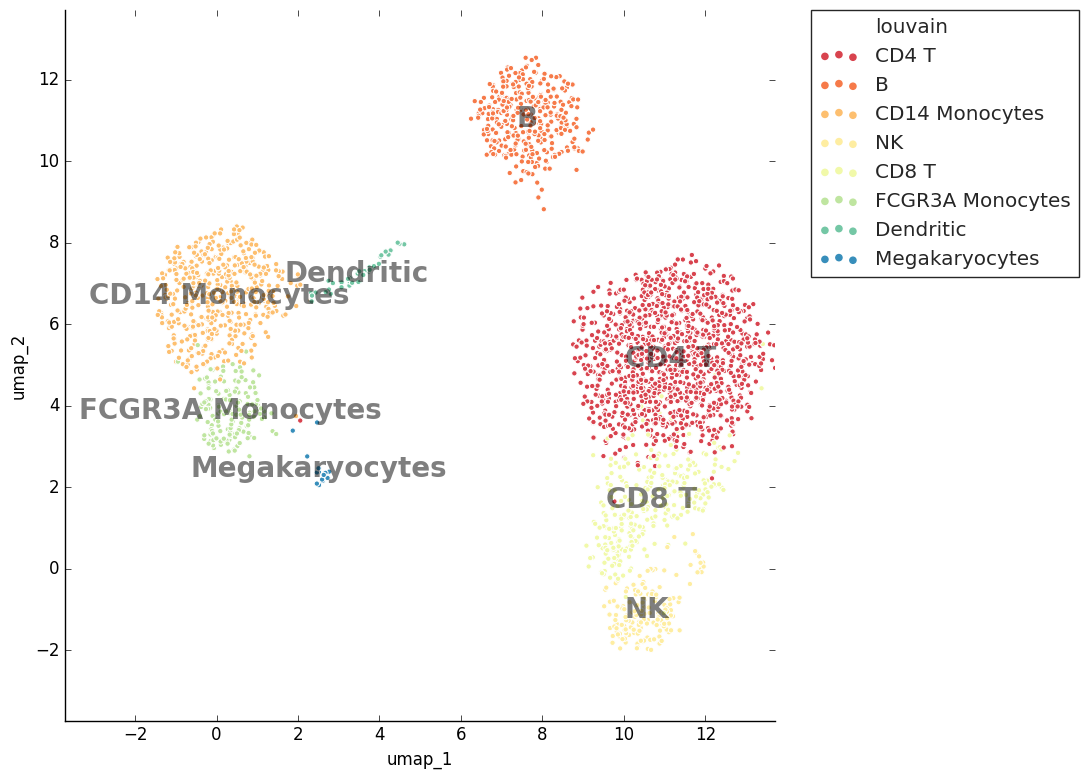 louvain
CD4 T
B
CD14 Monocytes
NK
CD8 T
FCGR3A Monocytes
Dendritic
Megakaryocytes
B
Dendritic
CD14 Monocytes
CD4 T
FCGR3A Monocytes
Megakaryocytes
CD8 T
NK
umap_2
12
10
8
6
4
2
0
−2
−2 0 2 4 6 8 10 12
umap_1